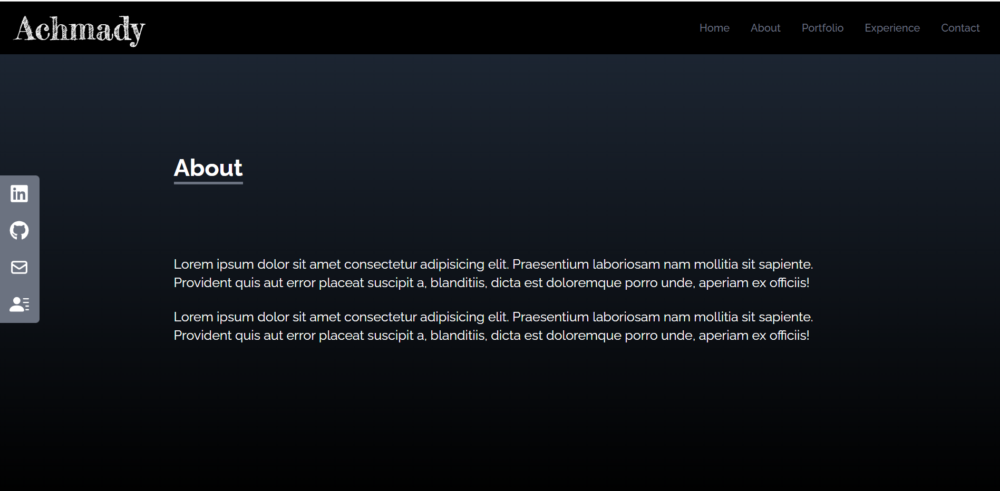 Achmady
Home About Portfolio Experience Contact
About
in
Lorem ipsum dolor sit amet consectetur adipisicing elit. Praesentium laboriosam nam mollitia sit sapiente.
Provident quis aut error placeat suscipit a, blanditiis, dicta est doloremque porro unde, aperiam ex officiis!
Lorem ipsum dolor sit amet consectetur adipisicing elit. Praesentium laboriosam nam mollitia sit sapiente.
Provident quis aut error placeat suscipit a, blanditiis, dicta est doloremque porro unde, aperiam ex officiis!